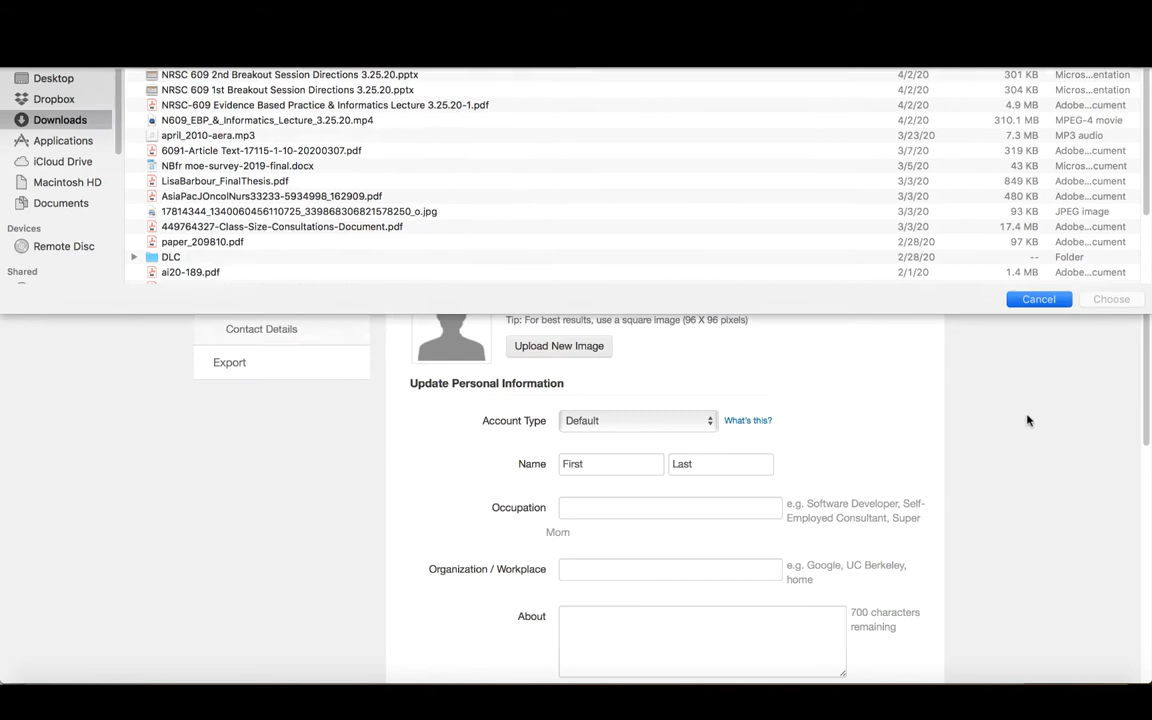 Desktop
Dropbox
Downloads
Applications
iCloud Drive
Macintosh HD
Documents
Devices
Remote Disc
Shared
NRSC 609 2nd Breakout Session Directions 3.25.20.pptx 4/2/20 301 KB Micros...entation
NRSC 609 1st Breakout Session Directions 3.25.20.pptx 4/2/20 304 KB Micros...entation
NRSC-609 Evidence Based Practice & Informatics Lecture 3.25.20-1.pdf 4/2/20 4.9 MB Adobe...cument
N609_EBP_&_Informatics_Lecture_3.25.20.mp4 4/2/20 310.1 MB MPEG-4 movie
april_2010-aera.mp3 3/23/20 7.3 MB MP3 audio
6091-Article Text-17115-1-10-20200307.pdf 3/7/20 319 KB Adobe...cument
NBfr moe-survey-2019-final.docx 3/5/20 43 KB Micros...cument
LisaBarbour_FinalThesis.pdf 3/3/20 849 KB Adobe...cument
AsiaPacJOncolNurs33233-5934998_162909.pdf 3/3/20 480 KB Adobe...cument
17814344_1340060456110725_339868306821578250_o.jpg 3/3/20 93 KB JPEG image
449764327-Class-Size-Consultations-Document.pdf 3/3/20 17.4 MB Adobe...cument
paper_209810.pdf 2/28/20 97 KB Adobe...cument
DLC 2/28/20 -- Folder
ai20-189.pdf 2/1/20 1.4 MB Adobe...cument
Cancel Choose
Contact Details
Export
Tip: For best results, use a square image (96 X 96 pixels)
Upload New Image
Update Personal Information
Account Type Default What's this?
Name First Last
Occupation e.g. Software Developer, Self-
Employed Consultant, Super
Mom
Organization / Workplace e.g. Google, UC Berkeley,
home
About 700 characters
remaining